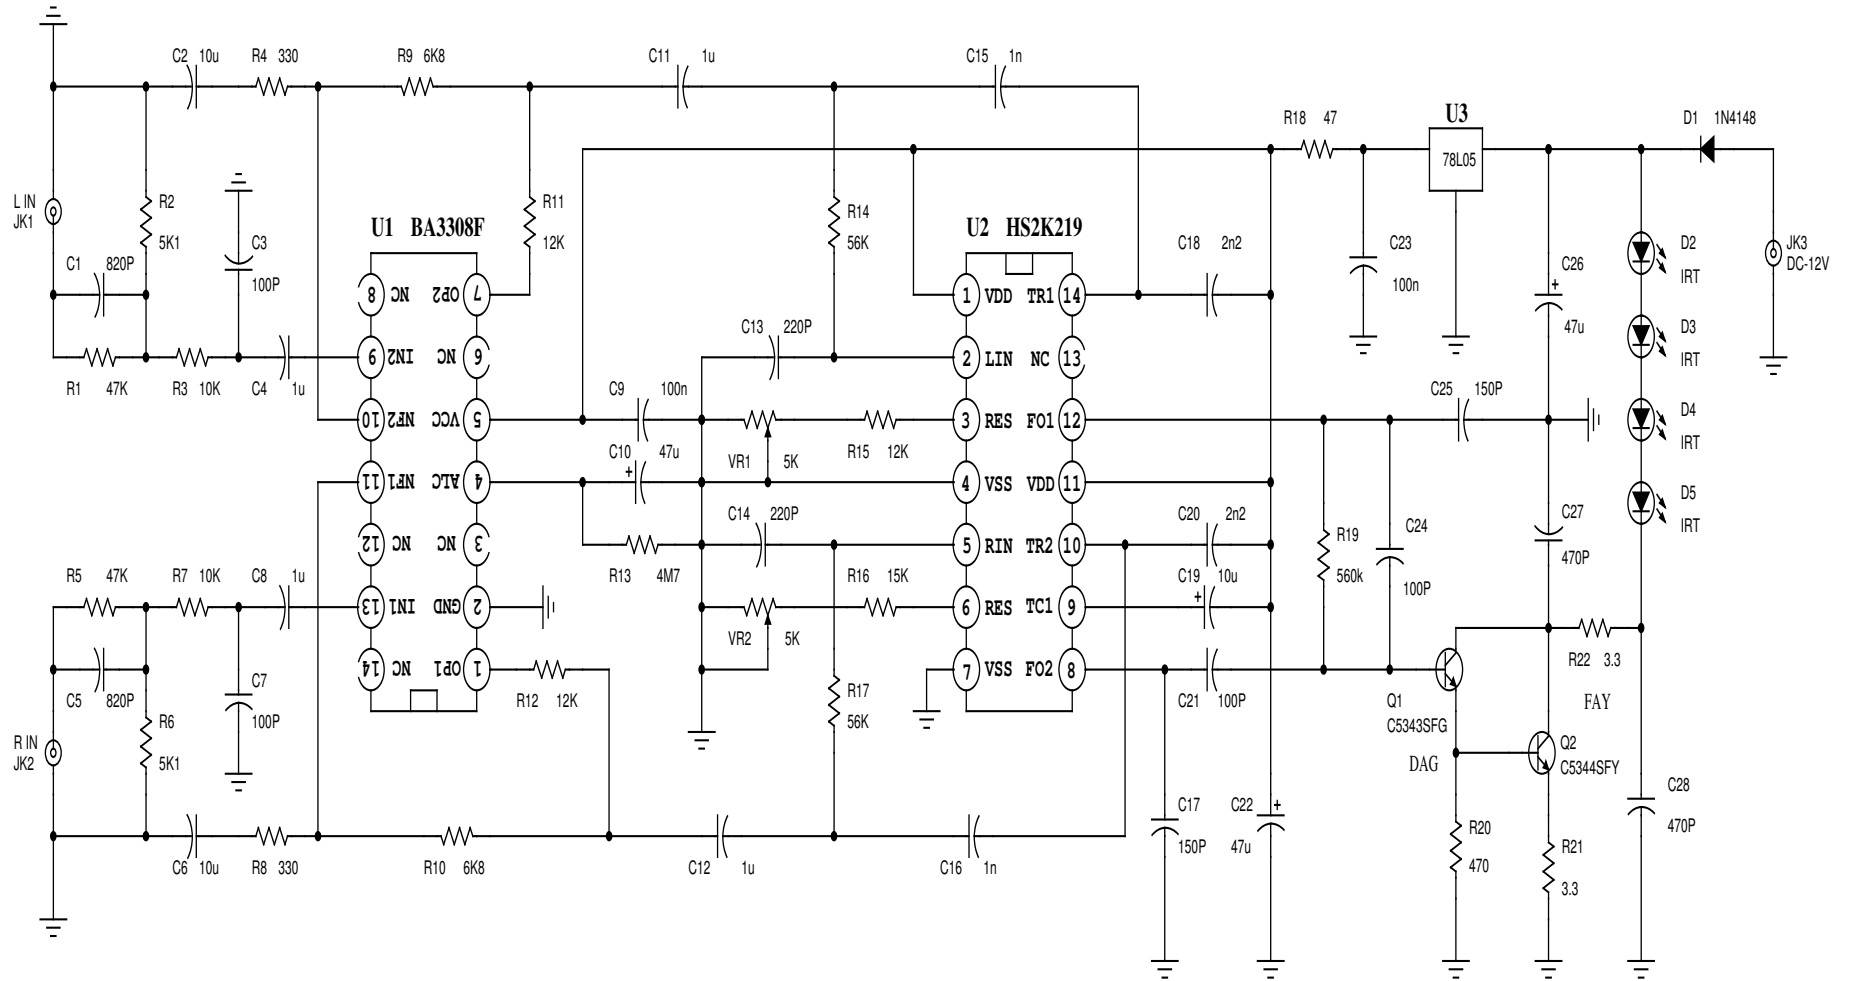 C2 10u R4 330 R9 6K8 C11 1u C15 1n
R18 47 U3 D1 1N4148
78L05
L IN
JK1
R2
5K1
C3
100P
C1 820P
U1 BA3308F
R11
12K
R14
56K
U2 HS2K219
C18 2n2
C23
100n
C26
+
47u
D2
IRT
JK3
DC-12V
8 NC OP2 7
1 VDD TR1 14
C13 220P
D3
IRT
9 IN2 NC 6
2 LIN NC 13
R1 47K R3 10K C4 1u
C9 100n
C25 150P
10 NF2 VCC 5
3 RES FO1 12
D4
IRT
C10 47u
+
VR1 5K
R15 12K
11 NF1 ALC 4
4 VSS VDD 11
C14 220P
C20 2n2
D5
IRT
12 NC NC 3
5 RIN TR2 10
R19
560k
C24
100P
C27
470P
R5 47K R7 10K C8 1u
R13 4M7
R16 15K
C19 10u
+
13 IN1 GND 2
6 RES TC1 9
VR2 5K
R22 3.3
14 NC OP1 1
7 VSS FO2 8
C5 820P
C7
100P
R12 12K
R17
56K
C21 100P
Q1
C5343SFG
FAY
R6
5K1
R IN
JK2
DAG
Q2
C5344SFY
C17
150P
C22
+
47u
R20
470
R21
3.3
C28
470P
C6 10u R8 330 R10 6K8 C12 1u C16 1n